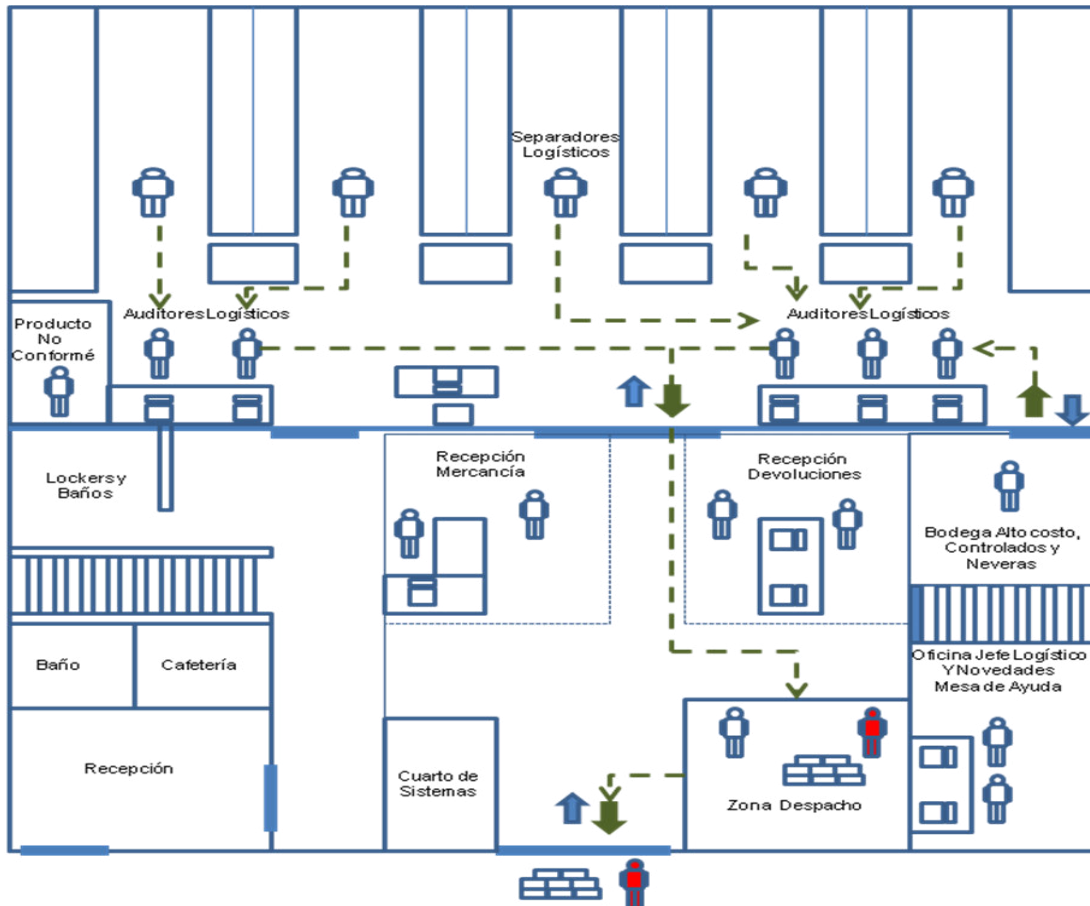 Separadores
Logísticos
Auditores Logísticos
Auditores Logísticos
Producto
No
Conformé
Lockers y
Baños
Recepción
Mercancía
Recepción
Devoluciones
Bodega Alto costo,
Controlados y
Neveras
Baño
Cafetería
Oficina Jefe Logístico
Y Novedades
Mesa de Ayuda
Recepción
Cuarto de
Sistemas
Zona Despacho